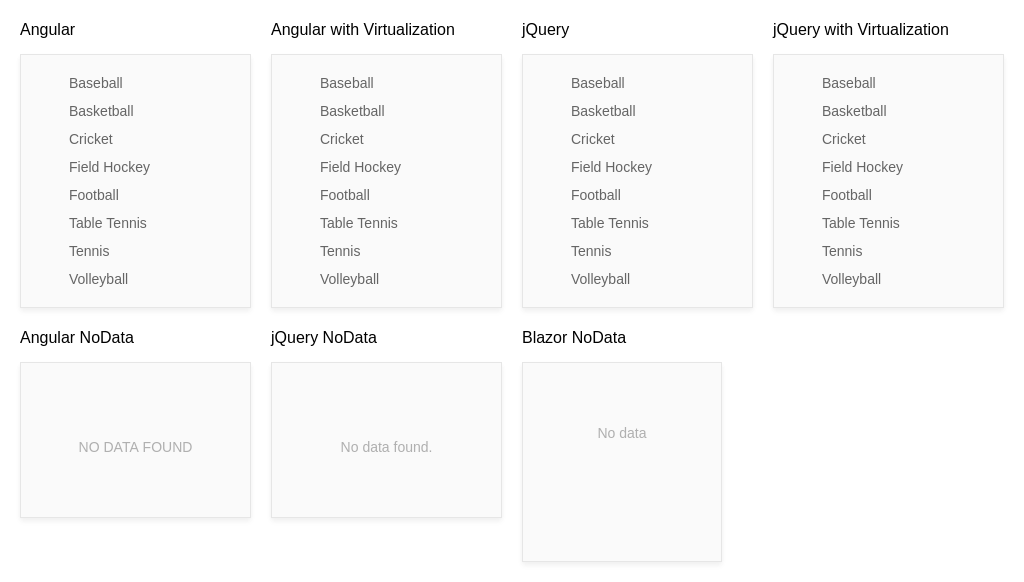 Angular
Baseball
Basketball
Cricket
Field Hockey
Football
Table Tennis
Tennis
Volleyball
Angular with Virtualization
Baseball
Basketball
Cricket
Field Hockey
Football
Table Tennis
Tennis
Volleyball
jQuery
Baseball
Basketball
Cricket
Field Hockey
Football
Table Tennis
Tennis
Volleyball
jQuery with Virtualization
Baseball
Basketball
Cricket
Field Hockey
Football
Table Tennis
Tennis
Volleyball
Angular NoData
NO DATA FOUND
jQuery NoData
No data found.
Blazor NoData
No data